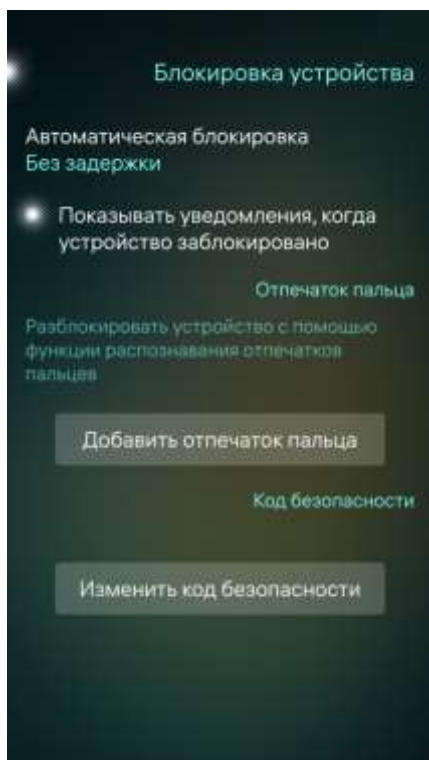 Блокировка устройства
Автоматическая блокировка
Без задержки
Показывать уведомления, когда
устройство заблокировано
Отпечаток пальца
Разблокировать устройство с помощью
функции распознавания отпечатков
пальцев
Добавить отпечаток пальца
Код безопасности
Изменить код безопасности